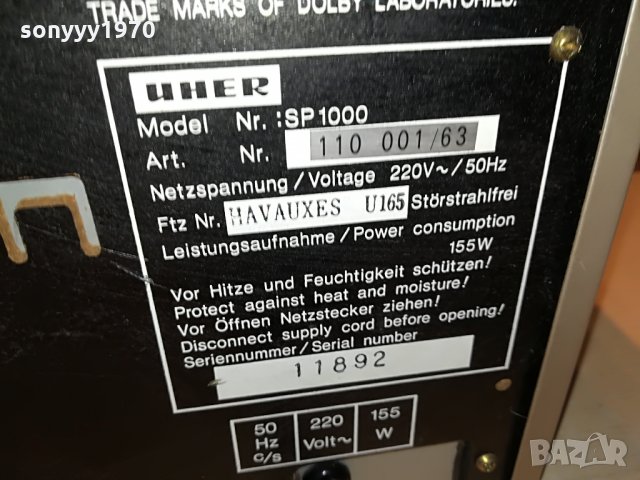 sonyyy1970
TRADE MARKS OF DOLBY LABORATORIES.
UHER
Model Nr. : SP1000
Art. Nr. 110 001/63
Netzspannung / Voltage 220V~/50Hz
Ftz Nr. HAVAUXES U165 Störstrahlfrei
Leistungsaufnahme / Power consumption
155W
Vor Hitze und Feuchtigkeit schützen!
Protect against heat and moisture!
Vor Öffnen Netzstecker ziehen!
Disconnect supply cord before opening!
Seriennummer/Serial number
11892
50 Hz c/s
220 Volt~
155 W
BAZAR.bg